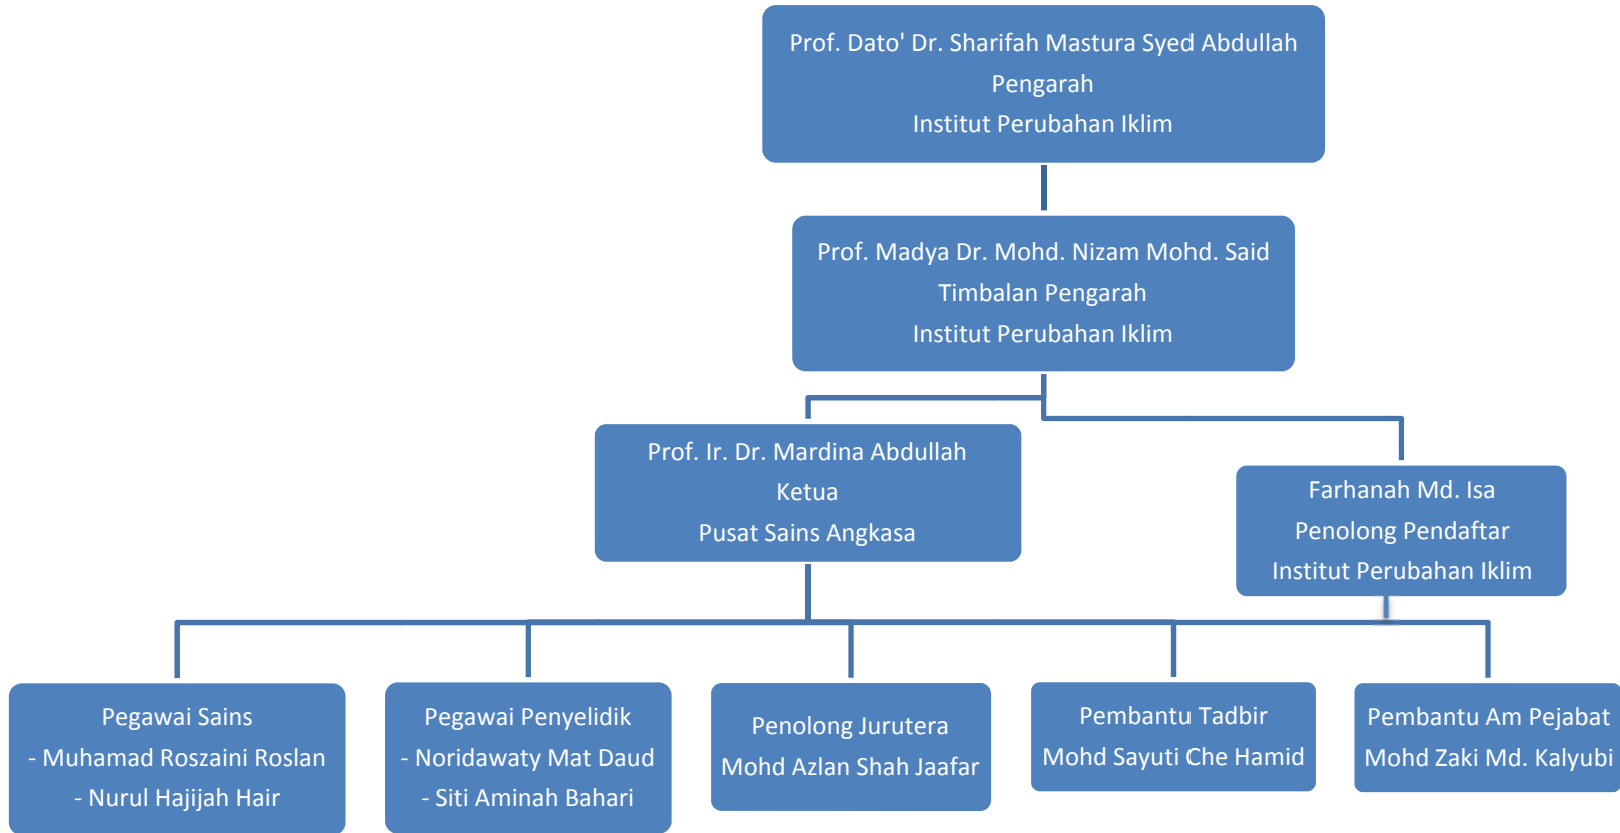 Prof. Dato' Dr. Sharifah Mastura Syed Abdullah
Pengarah
Institut Perubahan Iklim
Prof. Madya Dr. Mohd. Nizam Mohd. Said
Timbalan Pengarah
Institut Perubahan Iklim
Prof. Ir. Dr. Mardina Abdullah
Ketua
Pusat Sains Angkasa
Farhanah Md. Isa
Penolong Pendaftar
Institut Perubahan Iklim
Pegawai Sains
- Muhamad Roszaini Roslan
- Nurul Hajijah Hair
Pegawai Penyelidik
- Noridawaty Mat Daud
- Siti Aminah Bahari
Penolong Jurutera
Mohd Azlan Shah Jaafar
Pembantu Tadbir
Mohd Sayuti Che Hamid
Pembantu Am Pejabat
Mohd Zaki Md. Kalyubi